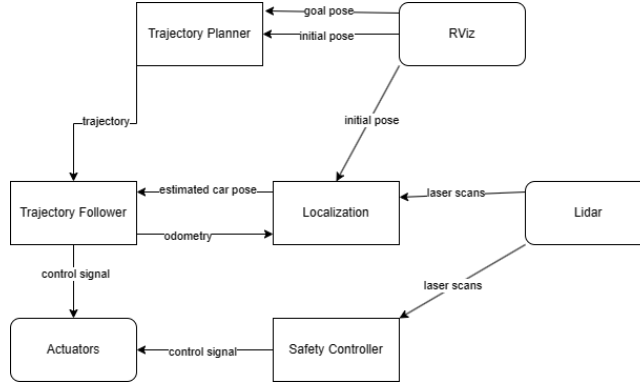 goal pose
Trajectory Planner
initial pose
RViz
trajectory
initial pose
estimated car pose
laser scans
Trajectory Follower
Localization
Lidar
odometry
control signal
laser scans
Actuators
control signal
Safety Controller